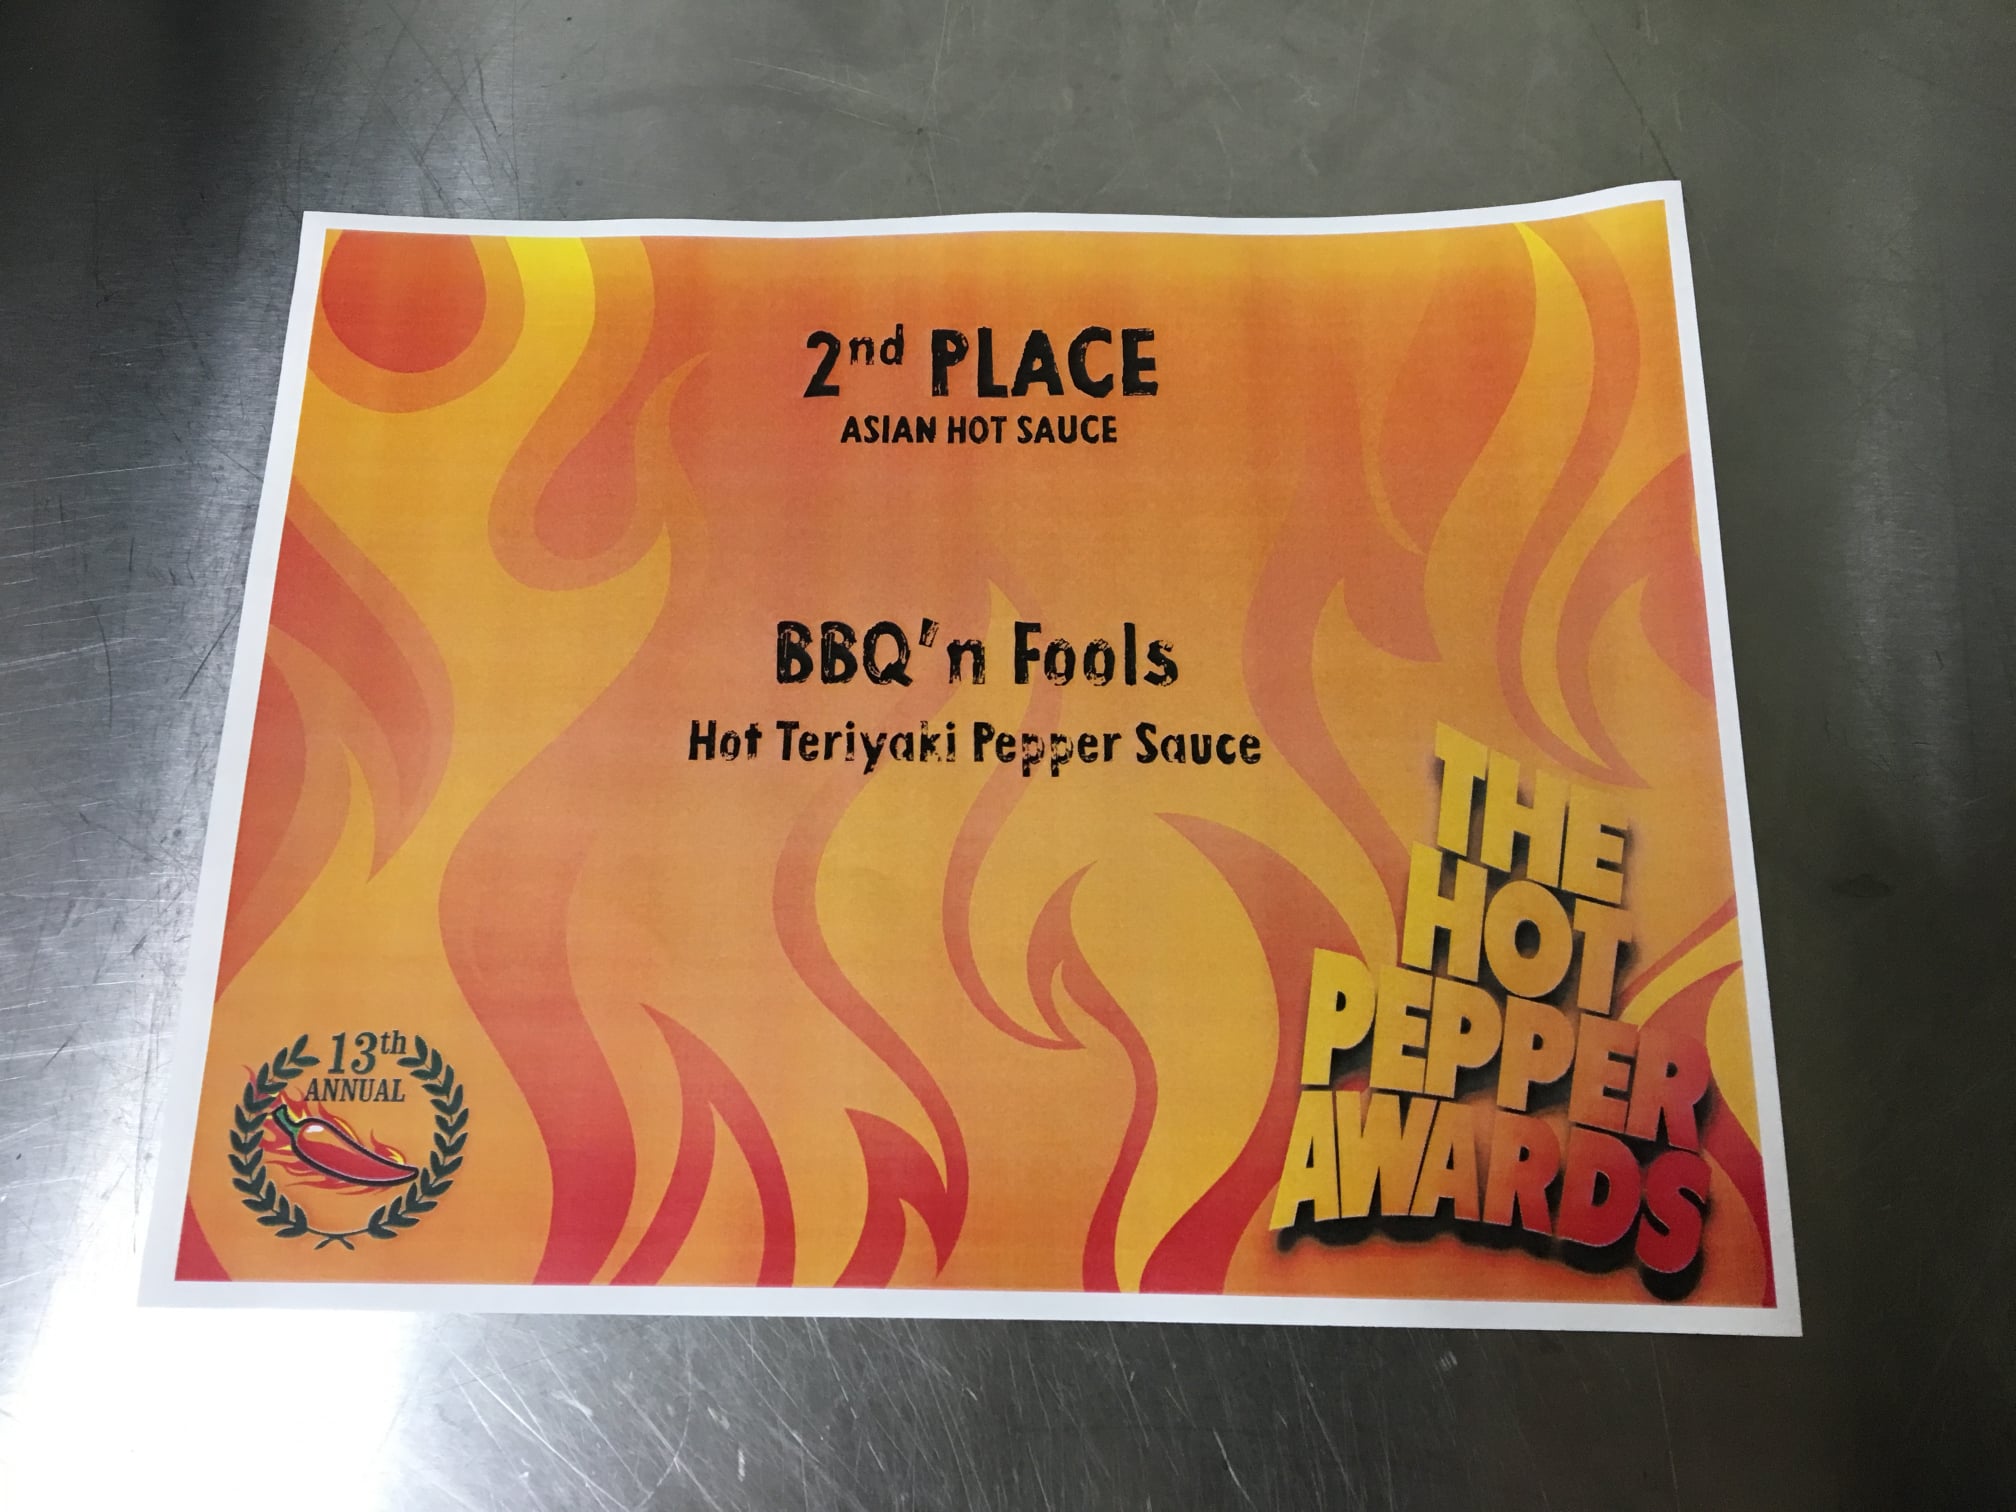 2nd PLACE
ASIAN HOT SAUCE
BBQ'n Fools
Hot Teriyaki Pepper Sauce
THE
HOT
PEPPER
AWARDS
13th
ANNUAL